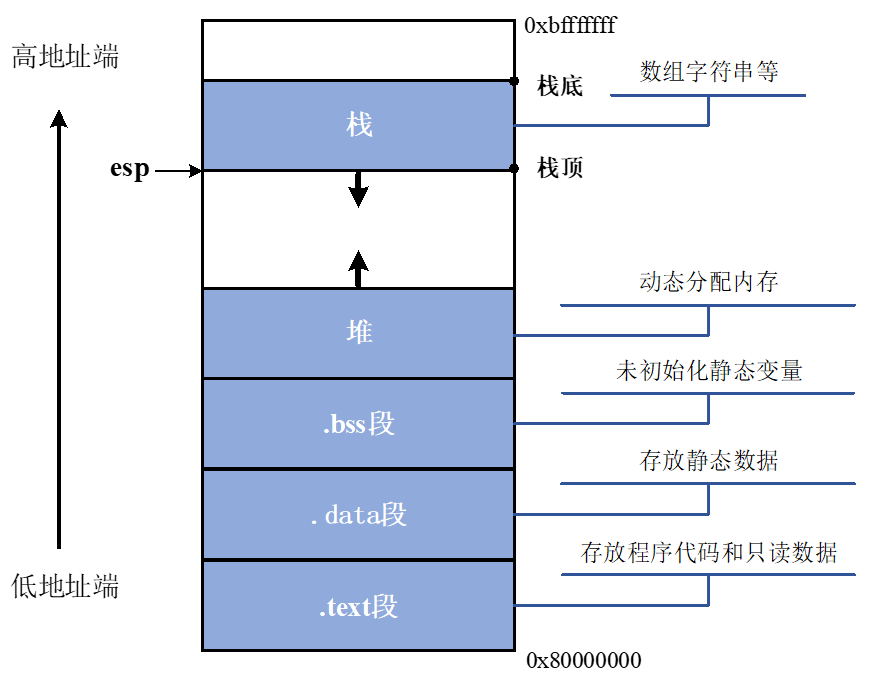 0xbfffffff
高地址端
数组字符串等
栈底
栈
esp
栈顶
动态分配内存
堆
未初始化静态变量
.bss段
存放静态数据
.data段
存放程序代码和只读数据
低地址端
.text段
0x80000000